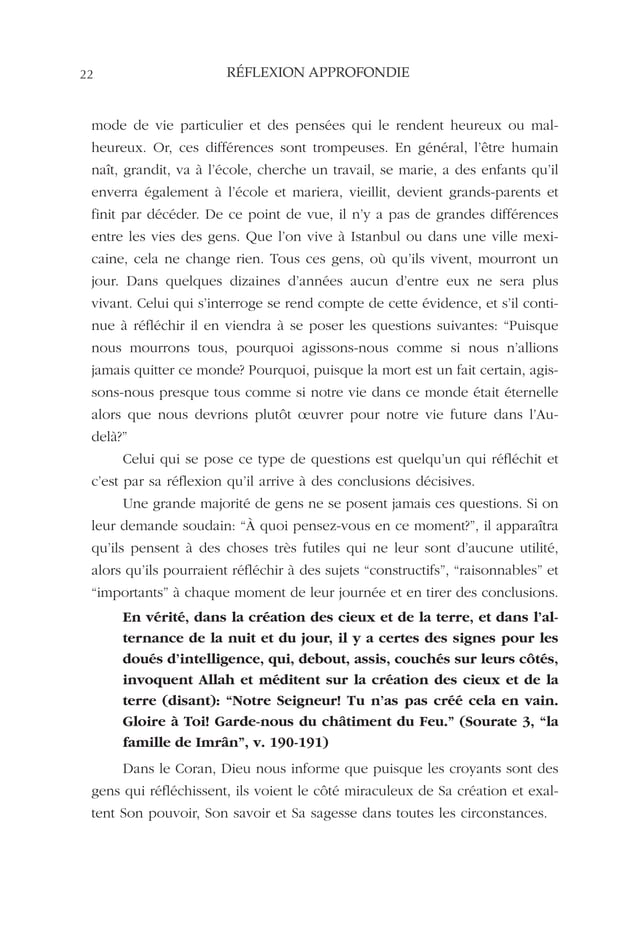 22
RÉFLEXION APPROFONDIE
mode de vie particulier et des pensées qui le rendent heureux ou mal-
heureux. Or, ces différences sont trompeuses. En général, l’être humain
naît, grandit, va à l’école, cherche un travail, se marie, a des enfants qu’il
enverra également à l’école et mariera, vieillit, devient grands-parents et
finit par décéder. De ce point de vue, il n’y a pas de grandes différences
entre les vies des gens. Que l’on vive à Istanbul ou dans une ville mexi-
caine, cela ne change rien. Tous ces gens, où qu’ils vivent, mourront un
jour. Dans quelques dizaines d’années aucun d’entre eux ne sera plus
vivant. Celui qui s’interroge se rend compte de cette évidence, et s’il conti-
nue à réfléchir il en viendra à se poser les questions suivantes: “Puisque
nous mourrons tous, pourquoi agissons-nous comme si nous n’allions
jamais quitter ce monde? Pourquoi, puisque la mort est un fait certain, agis-
sons-nous presque tous comme si notre vie dans ce monde était éternelle
alors que nous devrions plutôt œuvrer pour notre vie future dans l’Au-
delà?”
Celui qui se pose ce type de questions est quelqu’un qui réfléchit et
c’est par sa réflexion qu’il arrive à des conclusions décisives.
Une grande majorité de gens ne se posent jamais ces questions. Si on
leur demande soudain: “À quoi pensez-vous en ce moment?”, il apparaîtra
qu’ils pensent à des choses très futiles qui ne leur sont d’aucune utilité,
alors qu’ils pourraient réfléchir à des sujets “constructifs”, “raisonnables” et
“importants” à chaque moment de leur journée et en tirer des conclusions.
En vérité, dans la création des cieux et de la terre, et dans l’al-
ternance de la nuit et du jour, il y a certes des signes pour les
doués d’intelligence, qui, debout, assis, couchés sur leurs côtés,
invoquent Allah et méditent sur la création des cieux et de la
terre (disant): “Notre Seigneur! Tu n’as pas créé cela en vain.
Gloire à Toi! Garde-nous du châtiment du Feu.” (Sourate 3, “la
famille de Imrân”, v. 190-191)
Dans le Coran, Dieu nous informe que puisque les croyants sont des
gens qui réfléchissent, ils voient le côté miraculeux de Sa création et exal-
tent Son pouvoir, Son savoir et Sa sagesse dans toutes les circonstances.